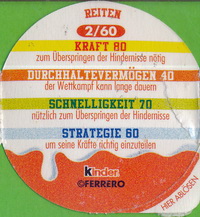 REITEN
2/60
KRAFT 80
zum Überspringen der Hindernisse nötig
DURCHHALTEVERMÖGEN 40
der Wettkampf kann lange dauern
SCHNELLIGKEIT 70
nützlich zum Überspringen der Hindernisse
STRATEGIE 60
um seine Kräfte richtig einzuteilen
kinder
©FERRERO
HIER ABLÖSEN